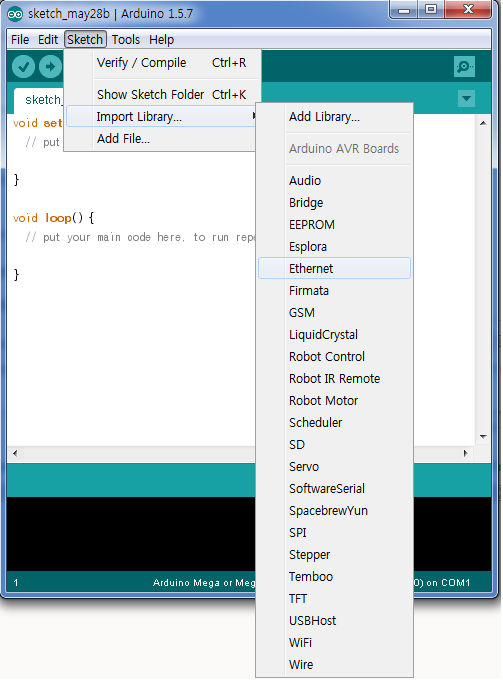 sketch_may28b | Arduino 1.5.7
File Edit Sketch Tools Help
Verify / Compile Ctrl+R
Show Sketch Folder Ctrl+K
Import Library...
Add File...
sketch_
void set
// put
}
void loop() {
// put your main code here, to run repe
}
Add Library...
Arduino AVR Boards
Audio
Bridge
EEPROM
Esplora
Ethernet
Firmata
GSM
LiquidCrystal
Robot Control
Robot IR Remote
Robot Motor
Scheduler
SD
Servo
SoftwareSerial
SpacebrewYun
SPI
Stepper
Temboo
TFT
USBHost
WiFi
Wire
1 Arduino Mega or Meg 0) on COM1